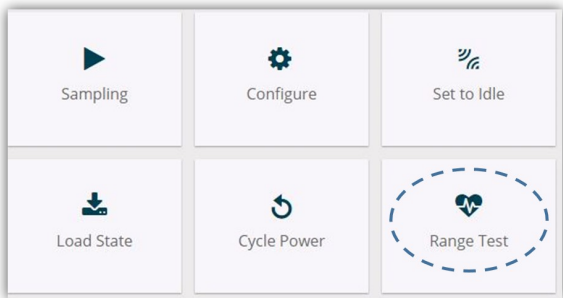 Sampling
Configure
Set to Idle
Load State
Cycle Power
Range Test